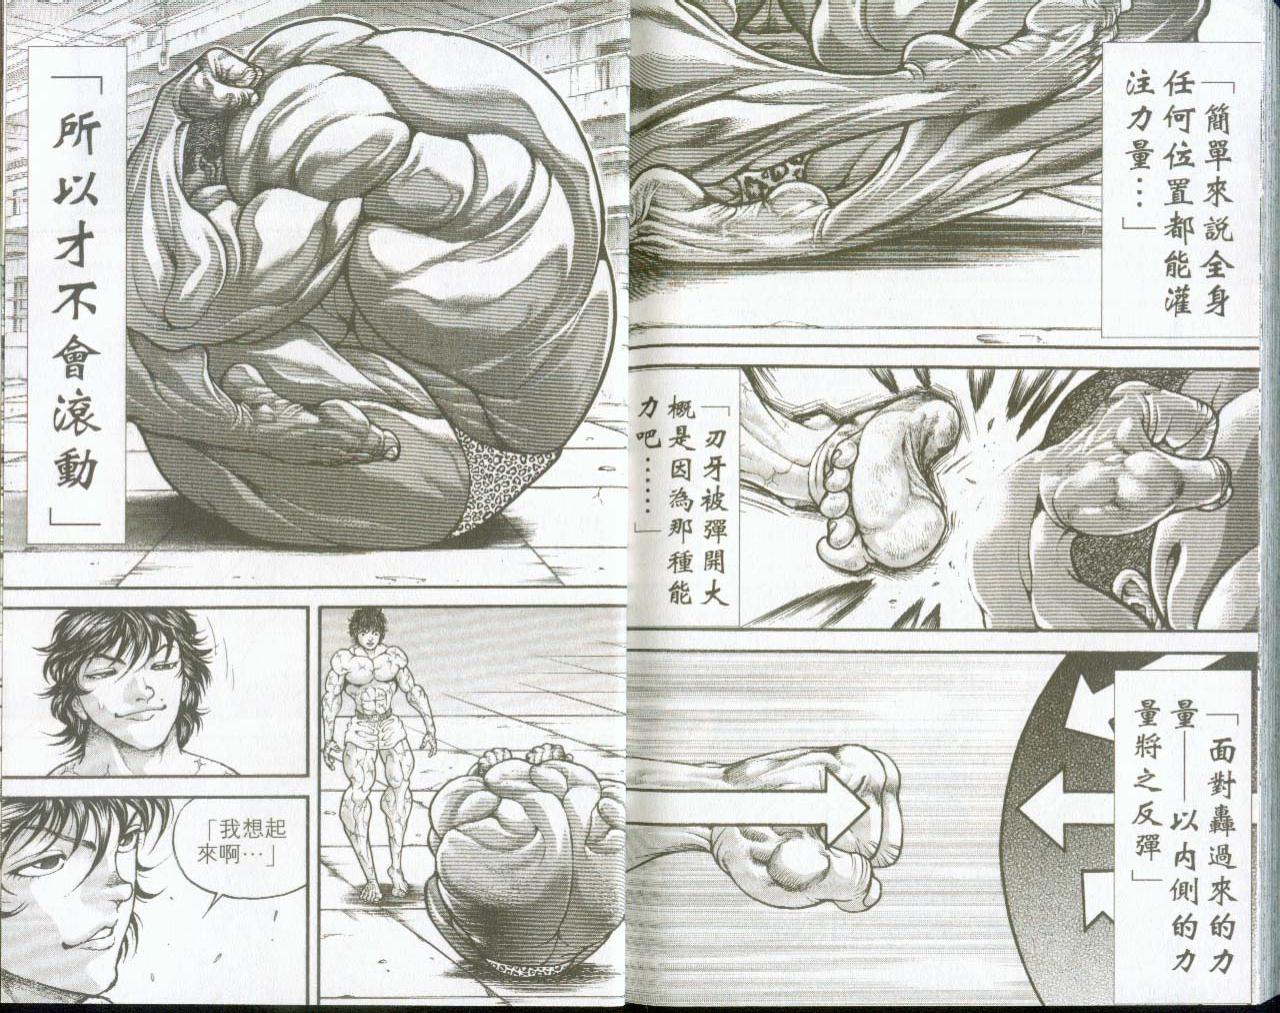 「簡單來說全身
任何位置都能灌
注力量…」
「刃牙被彈開大
概是因為那種能
力吧……」
「面對轟過來的力
量──以內側的力
量將之反彈」
「所以才不會滾動」
「我想起
來啊…」